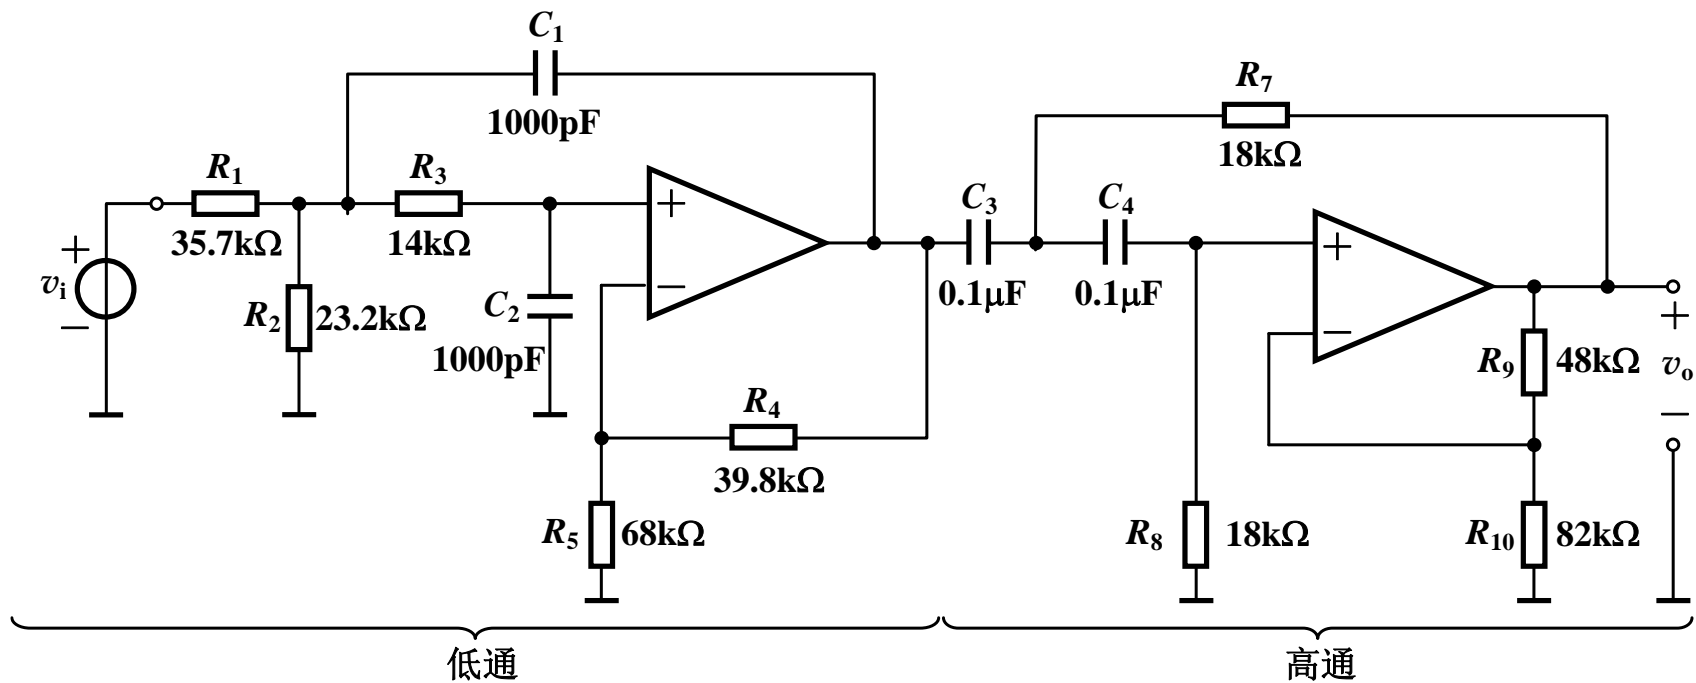 C1
1000pF
R7
18kΩ
R1
35.7kΩ
R3
14kΩ
+
−
vi
R2
23.2kΩ
C2
1000pF
+
−
C3
0.1μF
C4
0.1μF
+
−
R4
39.8kΩ
R5
68kΩ
R8
18kΩ
R9
48kΩ
R10
82kΩ
+
vo
−
低通
高通